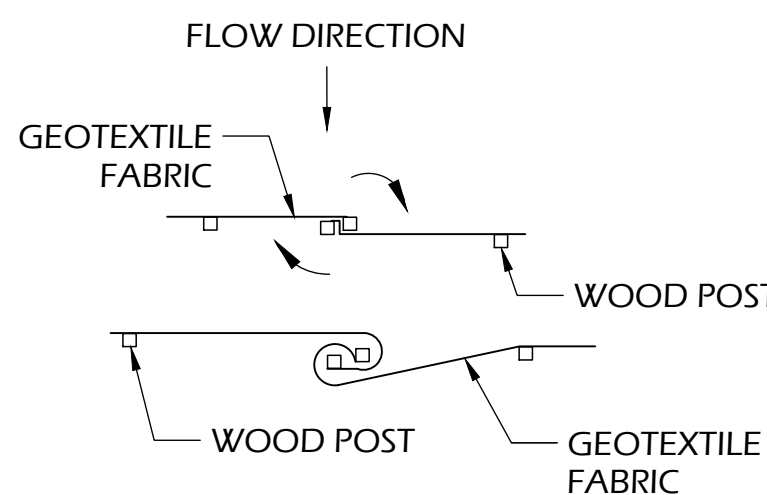 FLOW DIRECTION
GEOTEXTILE
FABRIC
WOOD POST
WOOD POST
GEOTEXTILE
FABRIC